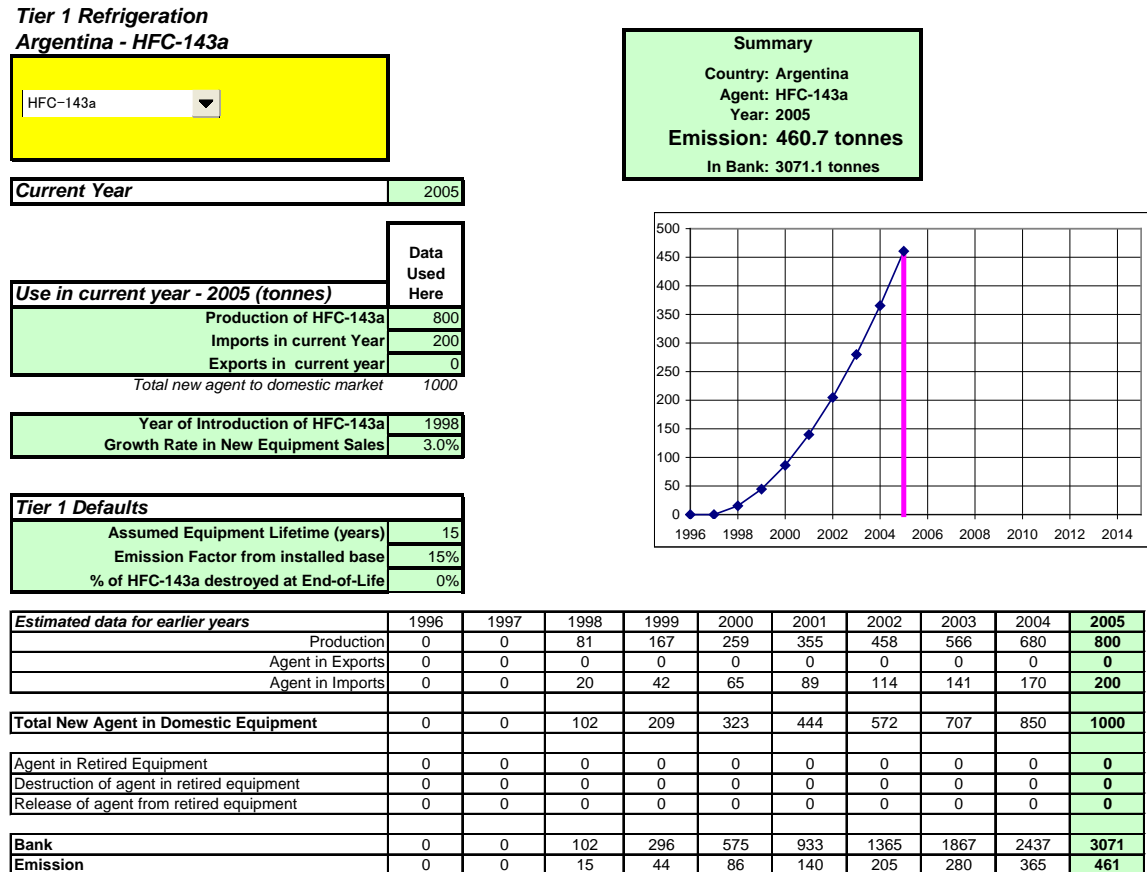 Tier 1 Refrigeration
Argentina - HFC-143a
HFC-143a
Summary
Country: Argentina
Agent: HFC-143a
Year: 2005
Emission: 460.7 tonnes
In Bank: 3071.1 tonnes
Current Year 2005
Data
Used
Here
Use in current year - 2005 (tonnes)
Production of HFC-143a 800
Imports in current Year 200
Exports in current year 0
Total new agent to domestic market 1000
Year of Introduction of HFC-143a 1998
Growth Rate in New Equipment Sales 3.0%
Tier 1 Defaults
Assumed Equipment Lifetime (years) 15
Emission Factor from installed base 15%
% of HFC-143a destroyed at End-of-Life 0%
500
450
400
350
300
250
200
150
100
50
0
1996 1998 2000 2002 2004 2006 2008 2010 2012 2014
Estimated data for earlier years 1996 1997 1998 1999 2000 2001 2002 2003 2004 2005
Production 0 0 81 167 259 355 458 566 680 800
Agent in Exports 0 0 0 0 0 0 0 0 0 0
Agent in Imports 0 0 20 42 65 89 114 141 170 200
Total New Agent in Domestic Equipment 0 0 102 209 323 444 572 707 850 1000
Agent in Retired Equipment 0 0 0 0 0 0 0 0 0 0
Destruction of agent in retired equipment 0 0 0 0 0 0 0 0 0 0
Release of agent from retired equipment 0 0 0 0 0 0 0 0 0 0
Bank 0 0 102 296 575 933 1365 1867 2437 3071
Emission 0 0 15 44 86 140 205 280 365 461